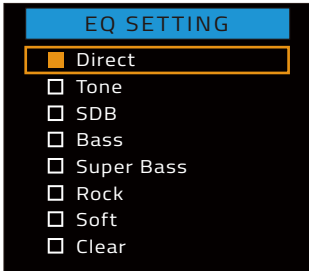 EQ SETTING
Direct
Tone
SDB
Bass
Super Bass
Rock
Soft
Clear